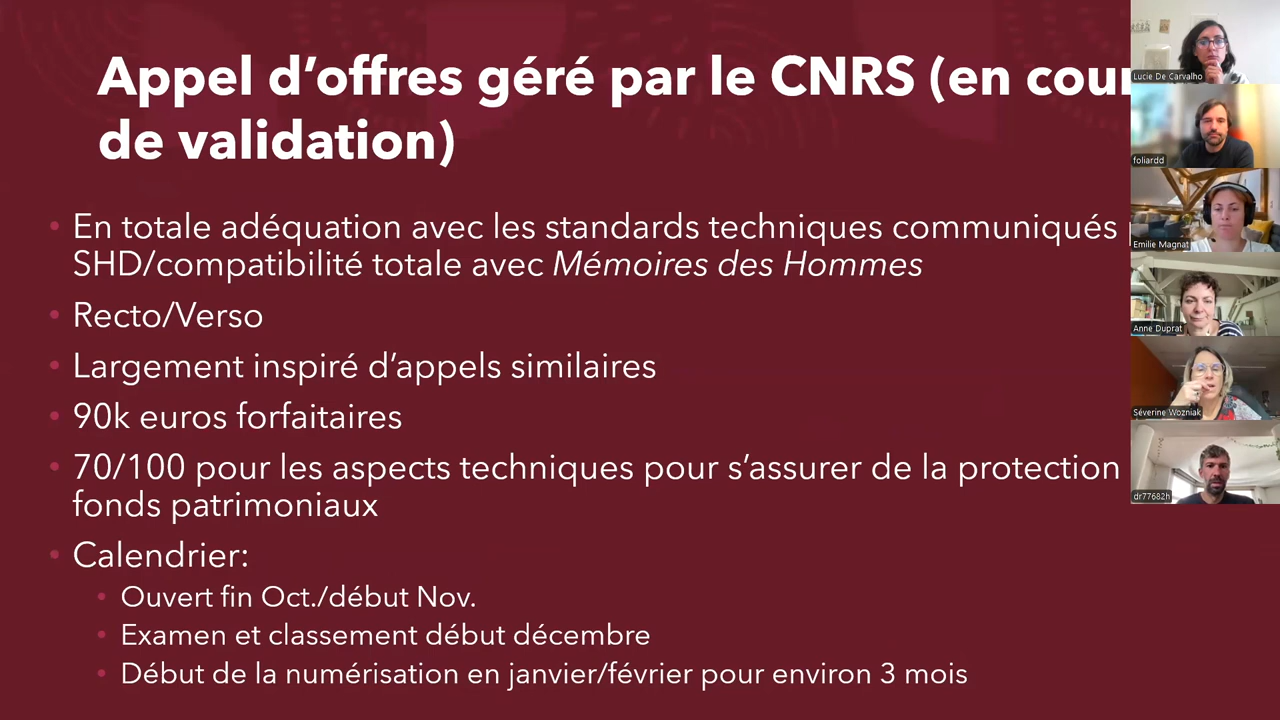 Appel d’offres géré par le CNRS (en cour
de validation)
• En totale adéquation avec les standards techniques communiqués
SHD/compatibilité totale avec Mémoires des Hommes
• Recto/Verso
• Largement inspiré d’appels similaires
• 90k euros forfaitaires
• 70/100 pour les aspects techniques pour s’assurer de la protection
fonds patrimoniaux
• Calendrier:
• Ouvert fin Oct./début Nov.
• Examen et classement début décembre
• Début de la numérisation en janvier/février pour environ 3 mois
Lucie De Carvalho
foliardd
Emilie Magnat
Anne Duprat
Séverine Wozniak
dr77682h